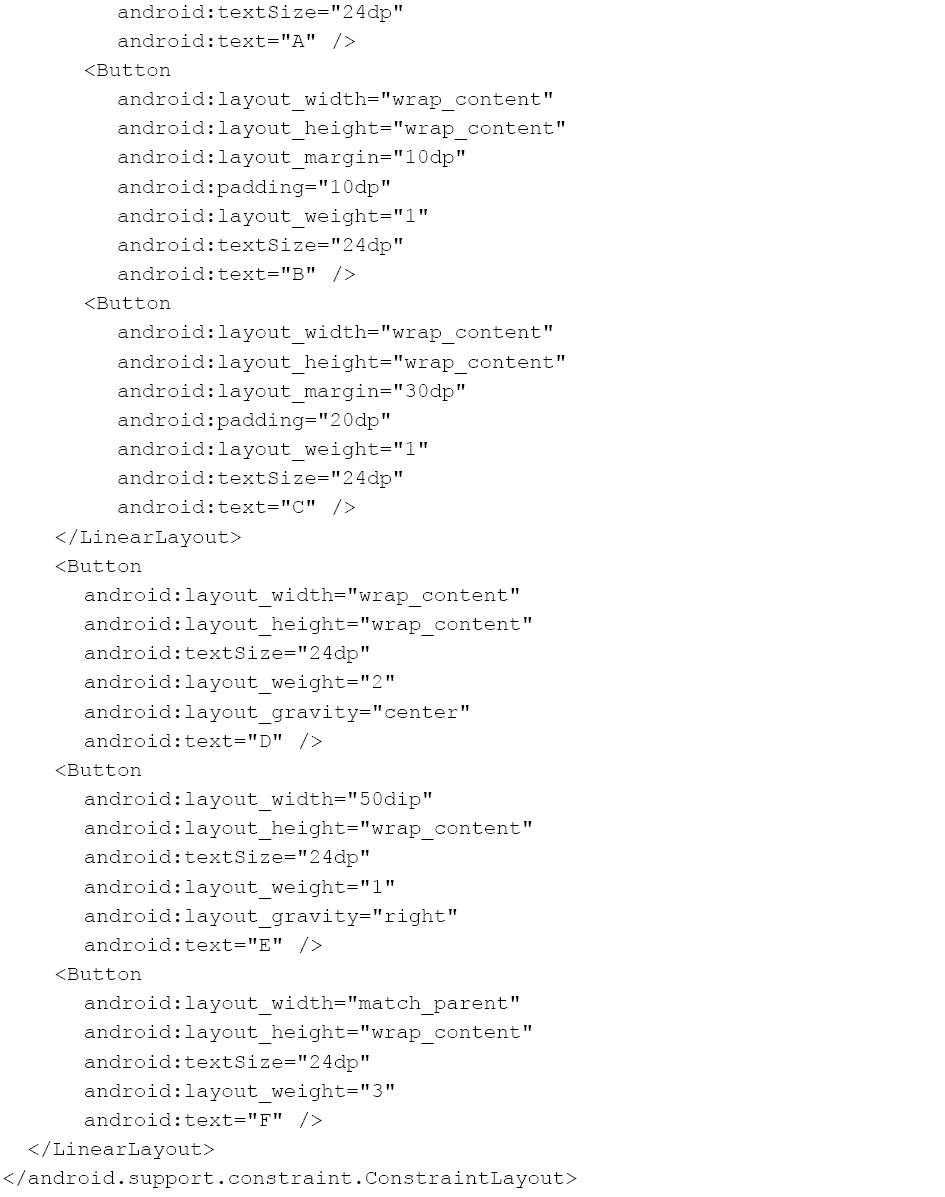 android:textSize="24dp"
android:text="A" />
<Button
android:layout_width="wrap_content"
android:layout_height="wrap_content"
android:layout_margin="10dp"
android:padding="10dp"
android:layout_weight="1"
android:textSize="24dp"
android:text="B" />
<Button
android:layout_width="wrap_content"
android:layout_height="wrap_content"
android:layout_margin="30dp"
android:padding="20dp"
android:layout_weight="1"
android:textSize="24dp"
android:text="C" />
</LinearLayout>
<Button
android:layout_width="wrap_content"
android:layout_height="wrap_content"
android:textSize="24dp"
android:layout_weight="2"
android:layout_gravity="center"
android:text="D" />
<Button
android:layout_width="50dip"
android:layout_height="wrap_content"
android:textSize="24dp"
android:layout_weight="1"
android:layout_gravity="right"
android:text="E" />
<Button
android:layout_width="match_parent"
android:layout_height="wrap_content"
android:textSize="24dp"
android:layout_weight="3"
android:text="F" />
</LinearLayout>
</android.support.constraint.ConstraintLayout>